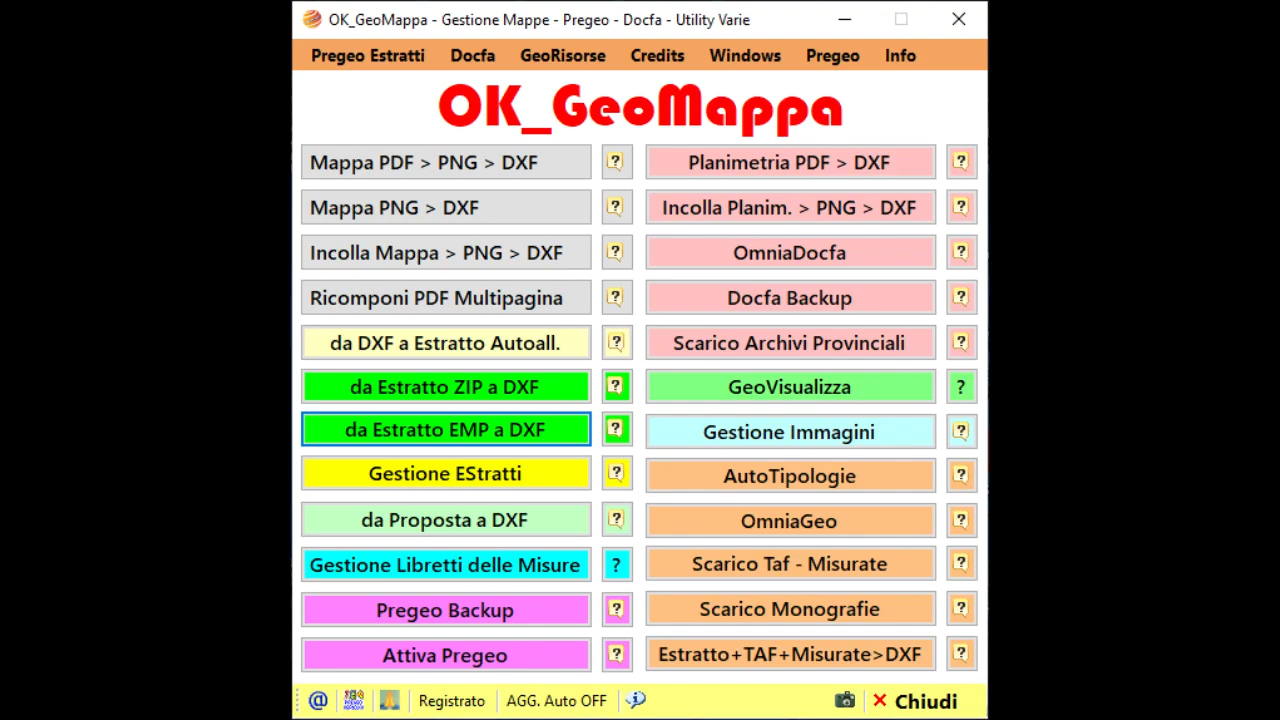 OK_GeoMappa - Gestione Mappe - Pregeo - Docfa - Utility Varie
Pregeo Estratti Docfa GeoRisorse Credits Windows Pregeo Info
OK_GeoMappa
Mappa PDF > PNG > DXF ? Planimetria PDF > DXF ?
Mappa PNG > DXF ? Incolla Planim. > PNG > DXF ?
Incolla Mappa > PNG > DXF ? OmniaDocfa ?
Ricomponi PDF Multipagina ? Docfa Backup ?
da DXF a Estratto Autoall. ? Scarico Archivi Provinciali ?
da Estratto ZIP a DXF ? GeoVisualizza ?
da Estratto EMP a DXF ? Gestione Immagini ?
Gestione EStratti ? AutoTipologie ?
da Proposta a DXF ? OmniaGeo ?
Gestione Libretti delle Misure ? Scarico Taf - Misurate ?
Pregeo Backup ? Scarico Monografie ?
Attiva Pregeo ? Estratto+TAF+Misurate>DXF ?
@ Registrato AGG. Auto OFF Chiudi